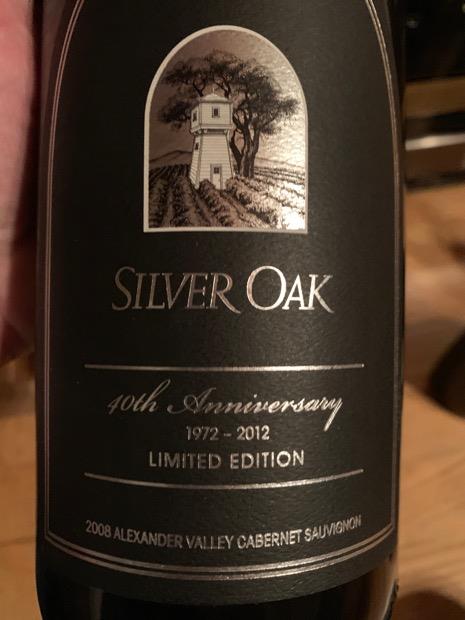 SILVER OAK
40th Anniversary
1972 – 2012
LIMITED EDITION
2008 ALEXANDER VALLEY CABERNET SAUVIGNON